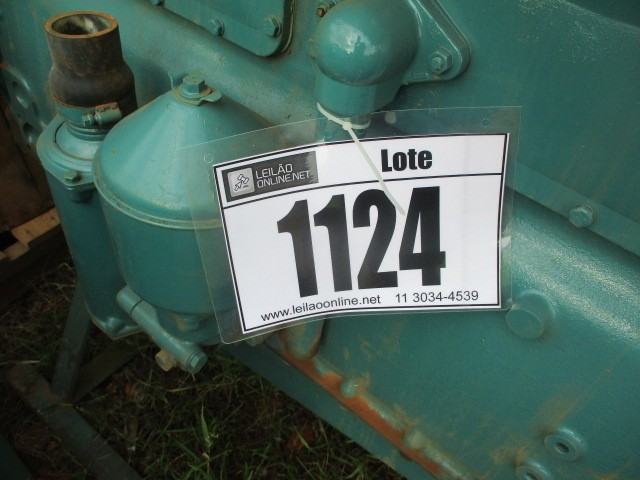 LEILÃO
ONLINE.NET
Lote
1124
www.leilaoonline.net 11 3034-4539